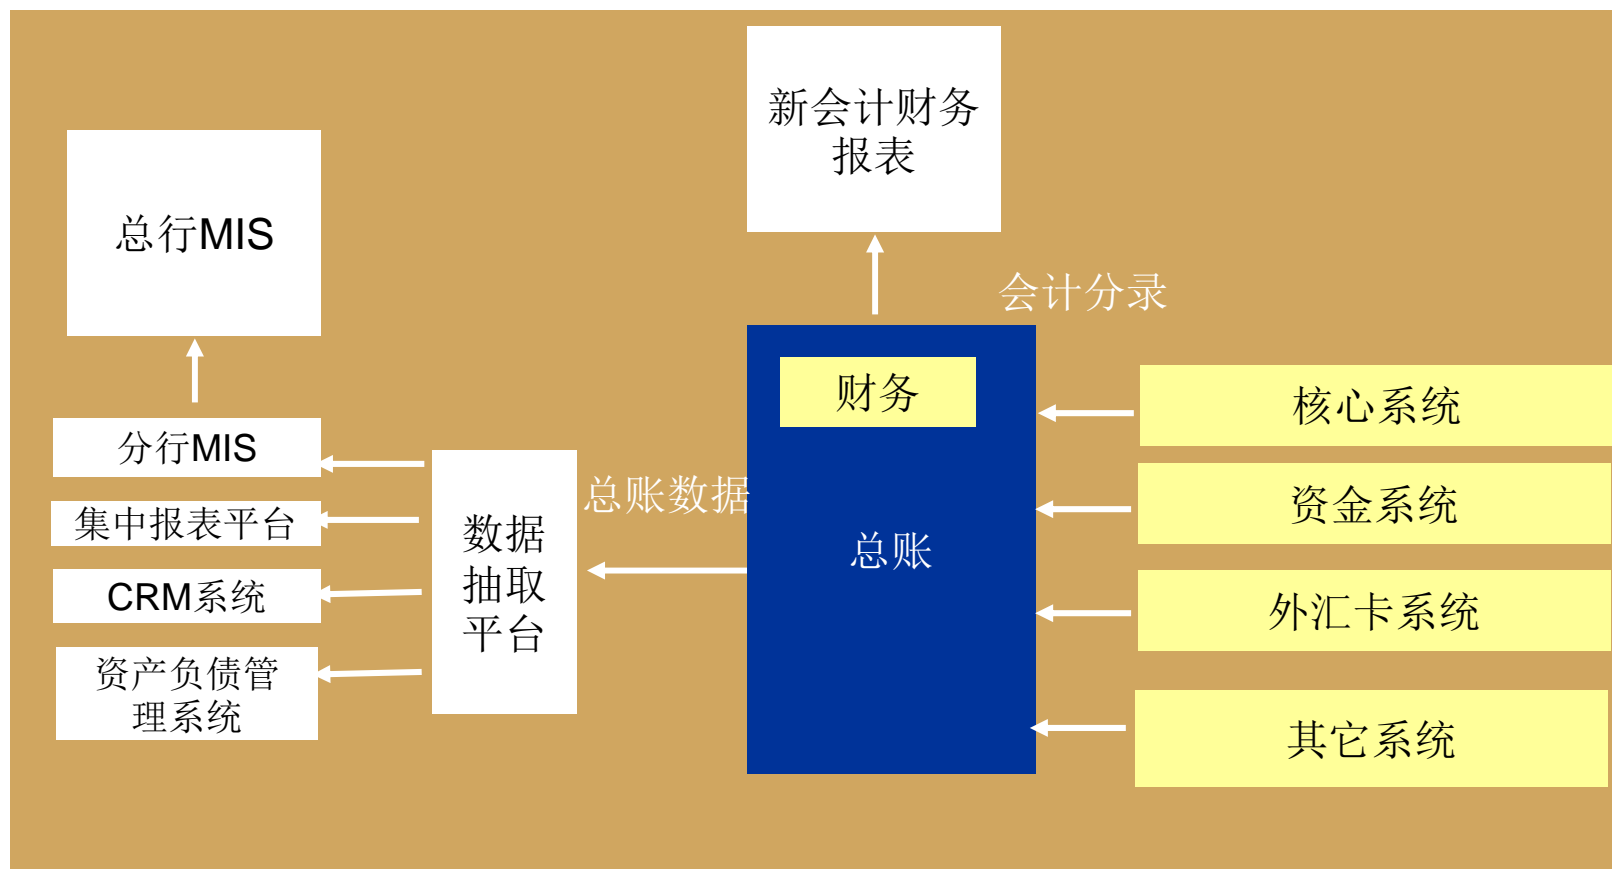 新会计财务
报表
总行MIS
会计分录
财务
核心系统
分行MIS
总账数据
资金系统
集中报表平台
数据
抽取
平台
总账
CRM系统
外汇卡系统
资产负债管
理系统
其它系统